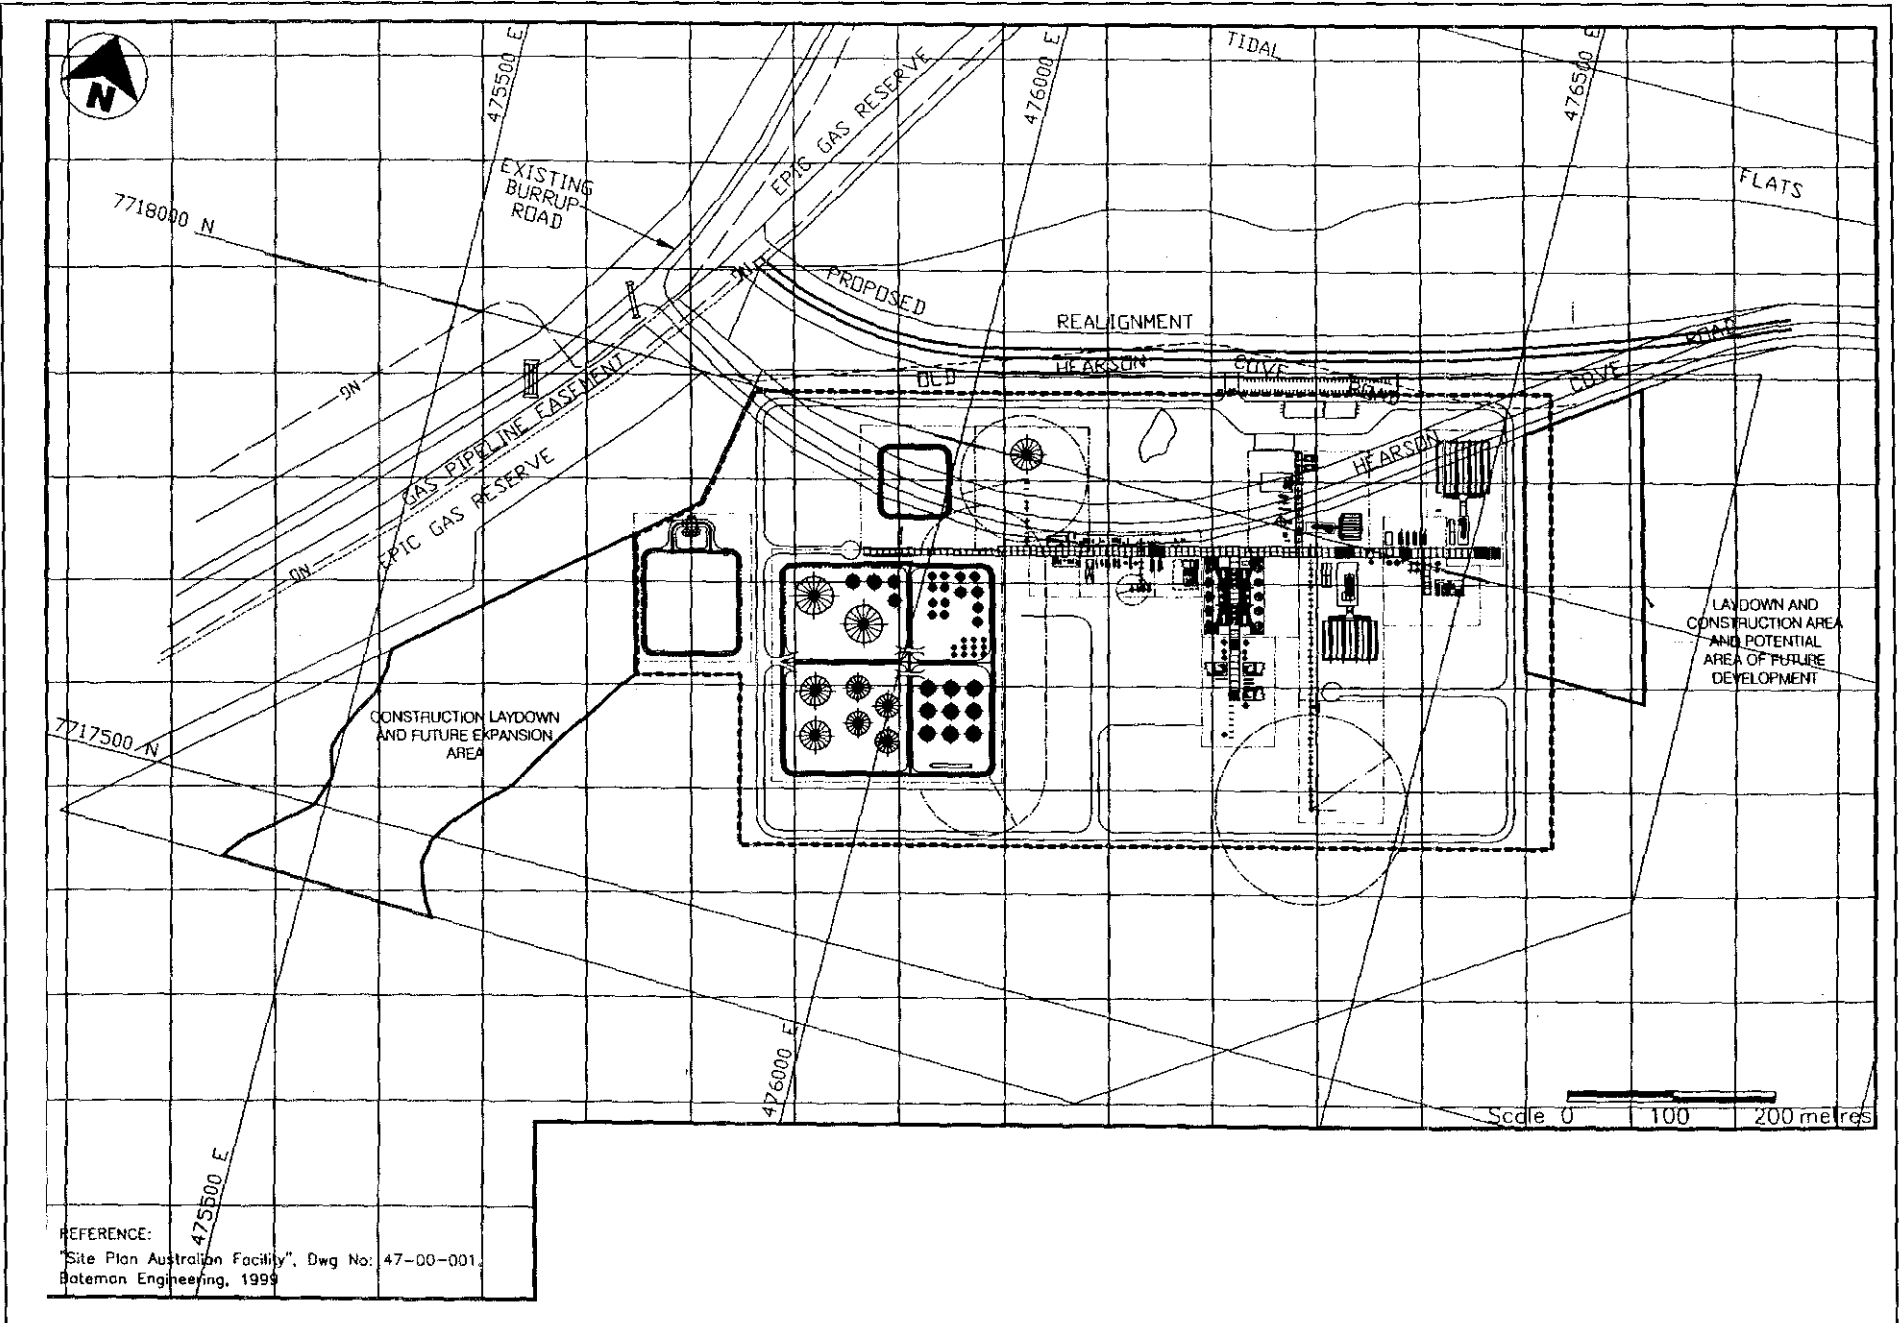 TIDAL
475500 E
476000 E
476500 E
N
EPIC GAS RESERVE
EXISTING
BURRUP
ROAD
FLATS
7718000 N
PROPOSED
REALIGNMENT
ROAD
HEARSON
COVE
OLD
ROAD
COVE
HEARSON
GAS PIPELINE EASEMENT
EPIC GAS RESERVE
LAYDOWN AND
CONSTRUCTION AREA
AND POTENTIAL
AREA OF FUTURE
DEVELOPMENT
CONSTRUCTION LAYDOWN
AND FUTURE EXPANSION
AREA
7717500 N
476000 E
Scale 0 100 200 metres
475500 E
REFERENCE:
"Site Plan Australian Facility", Dwg No: 47-00-001,
Bateman Engineering, 1999